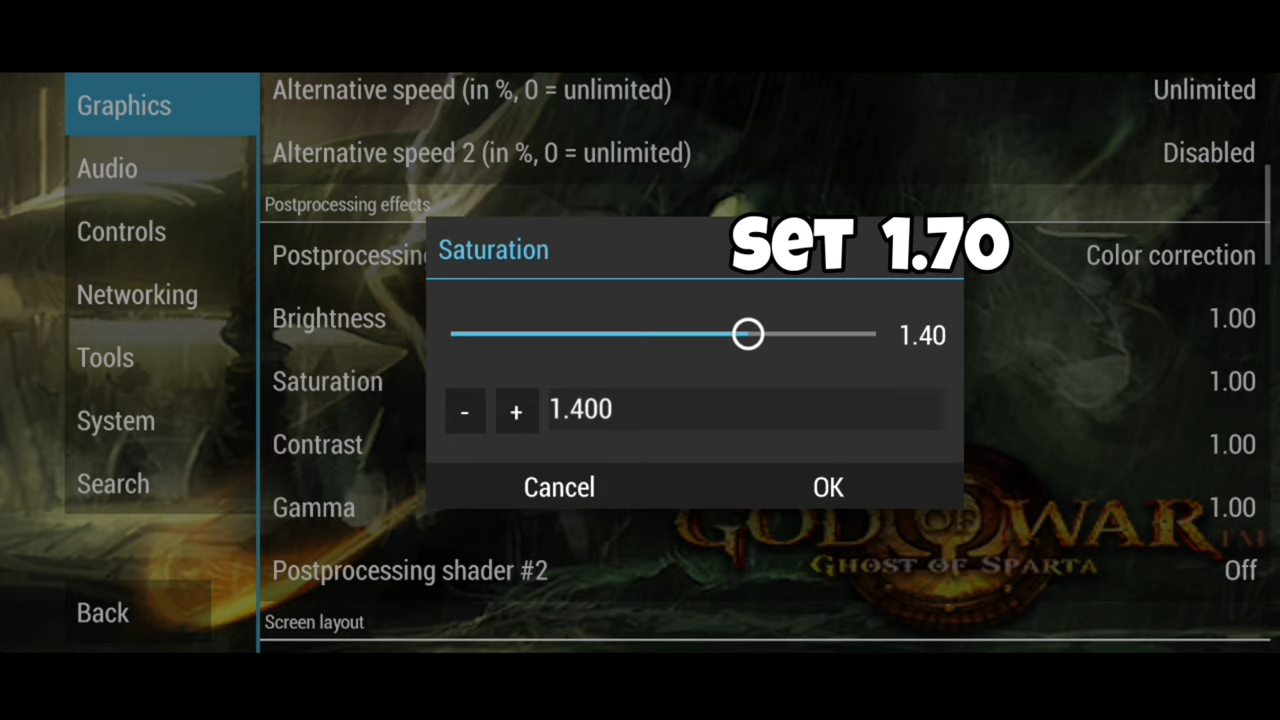 Graphics
Audio
Controls
Networking
Tools
System
Search
Back
Alternative speed (in %, 0 = unlimited) Unlimited
Alternative speed 2 (in %, 0 = unlimited) Disabled
Postprocessing effects
Postprocessin Color correction
Brightness 1.00
Saturation 1.00
Contrast 1.00
Gamma 1.00
Postprocessing shader #2 Off
Screen layout
Saturation
SET 1.70
1.40
- + 1.400
Cancel OK
GOD OF WAR™
GHOST OF SPARTA